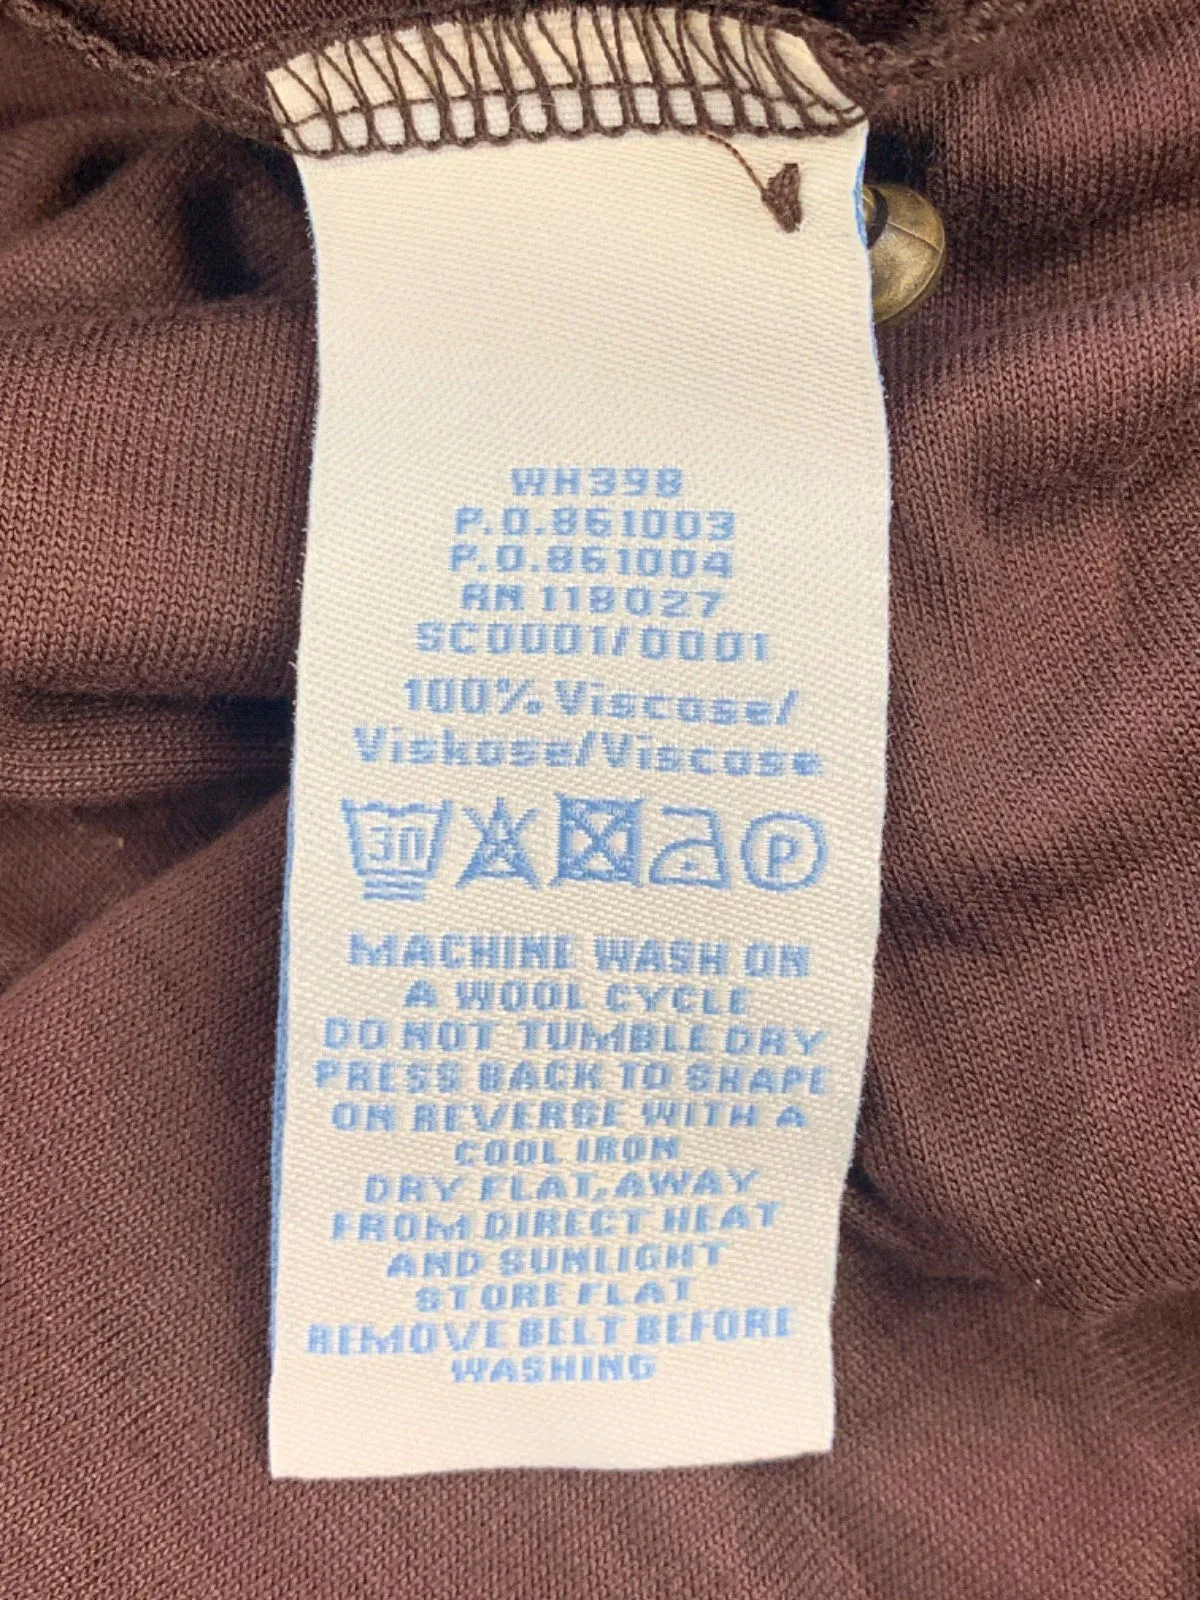 WH398
P.O.861003
P.O.861004
RN 118027
SC0001/0001
100% Viscose/
Viskose/Viscose
30 P
MACHINE WASH ON
A WOOL CYCLE
DO NOT TUMBLE DRY
PRESS BACK TO SHAPE
ON REVERSE WITH A
COOL IRON
DRY FLAT, AWAY
FROM DIRECT HEAT
AND SUNLIGHT
STORE FLAT
REMOVE BELT BEFORE
WASHING